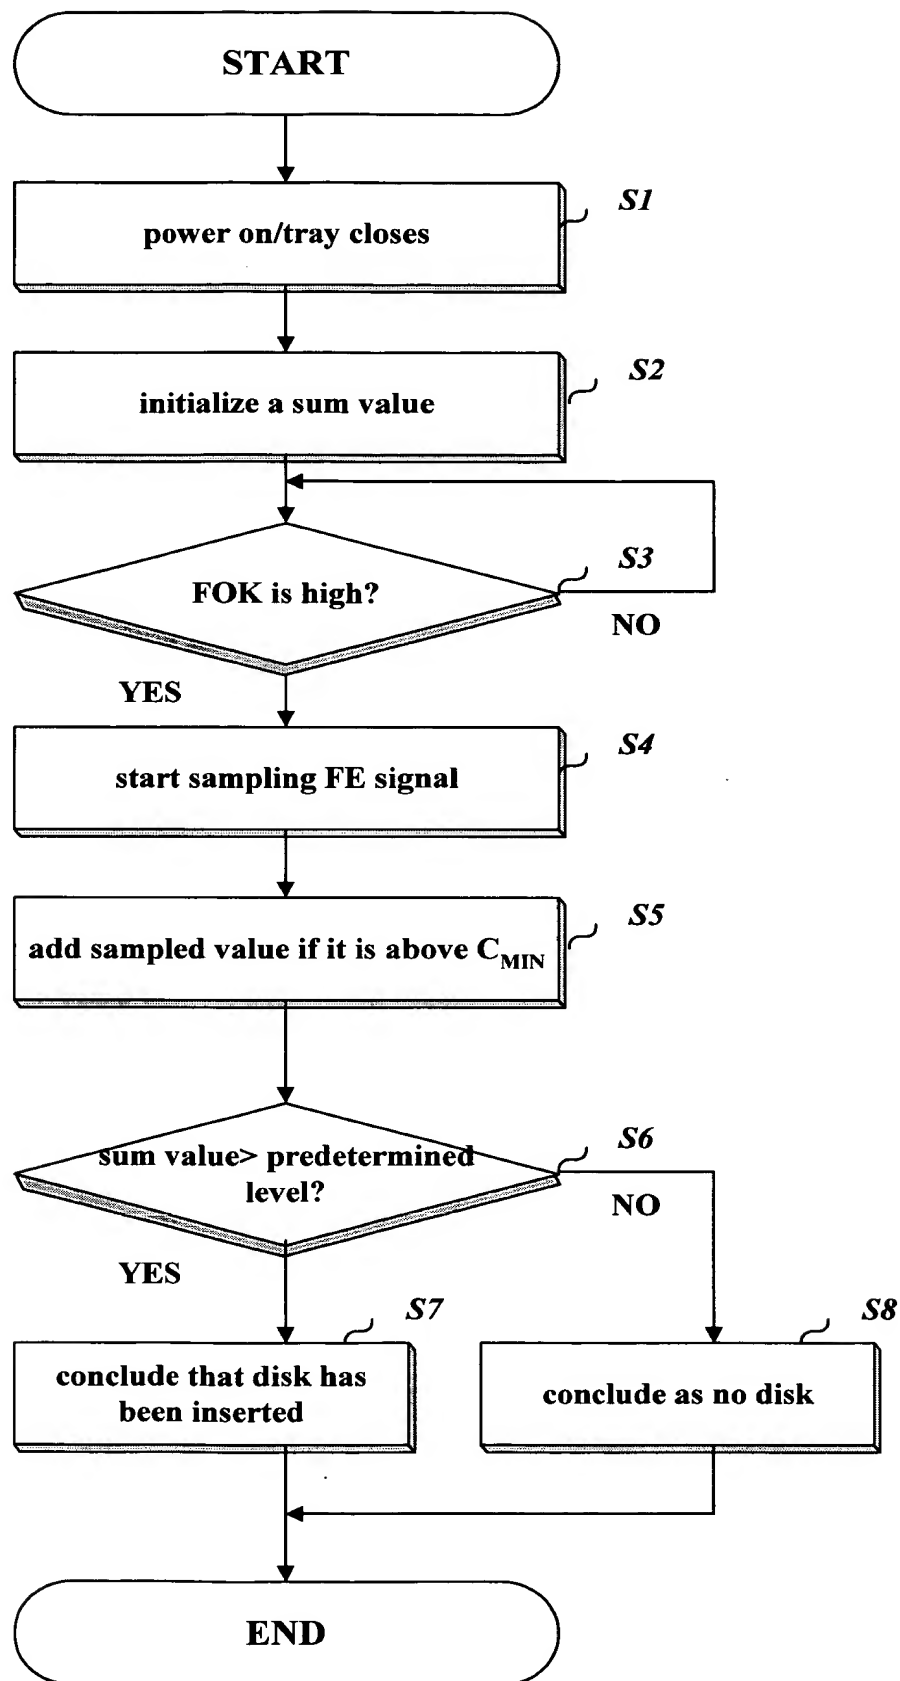 START
S1
power on/tray closes
S2
initialize a sum value
S3
FOK is high?
NO
YES
S4
start sampling FE signal
S5
add sampled value if it is above C_MIN
S6
sum value> predetermined
level?
NO
YES
S7
conclude that disk has
been inserted
S8
conclude as no disk
END